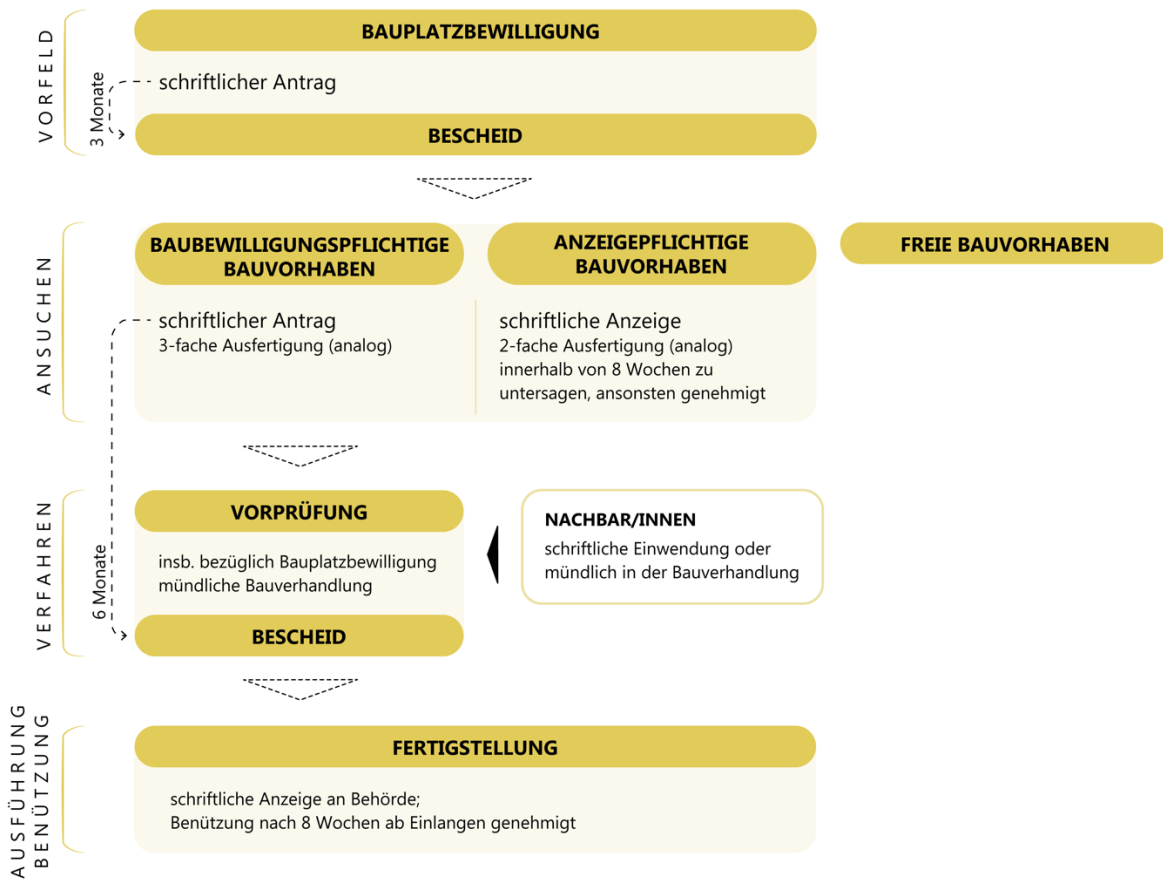 VORFELD
3 Monate
BAUPLATZBEWILLIGUNG
schriftlicher Antrag
BESCHEID
ANSUCHEN
BAUBEWILLIGUNGSPFLICHTIGE
BAUVORHABEN
schriftlicher Antrag
3-fache Ausfertigung (analog)
ANZEIGEPFLICHTIGE
BAUVORHABEN
schriftliche Anzeige
2-fache Ausfertigung (analog)
innerhalb von 8 Wochen zu
untersagen, ansonsten genehmigt
FREIE BAUVORHABEN
VERFAHREN
6 Monate
VORPRÜFUNG
insb. bezüglich Bauplatzbewilligung
mündliche Bauverhandlung
BESCHEID
NACHBAR/INNEN
schriftliche Einwendung oder
mündlich in der Bauverhandlung
AUSFÜHRUNG
BENÜTZUNG
FERTIGSTELLUNG
schriftliche Anzeige an Behörde;
Benützung nach 8 Wochen ab Einlangen genehmigt